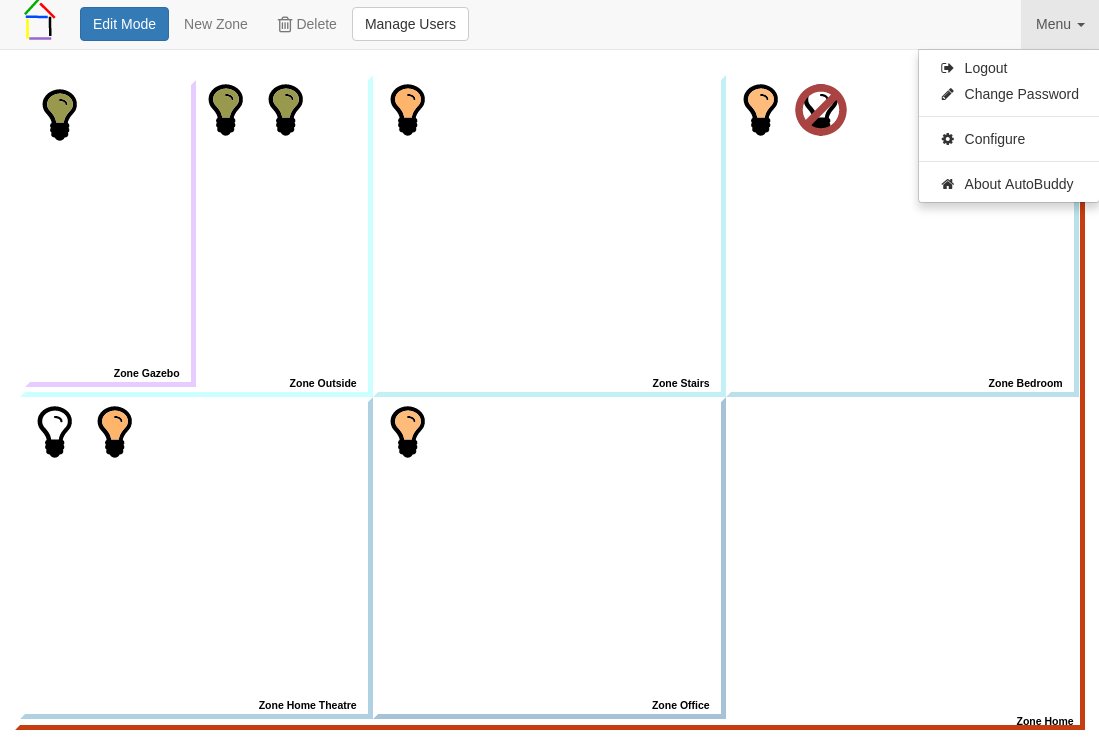 Edit Mode New Zone Delete Manage Users Menu
Logout
Change Password
Configure
About AutoBuddy
Zone Gazebo
Zone Outside
Zone Stairs
Zone Bedroom
Zone Home Theatre
Zone Office
Zone Home